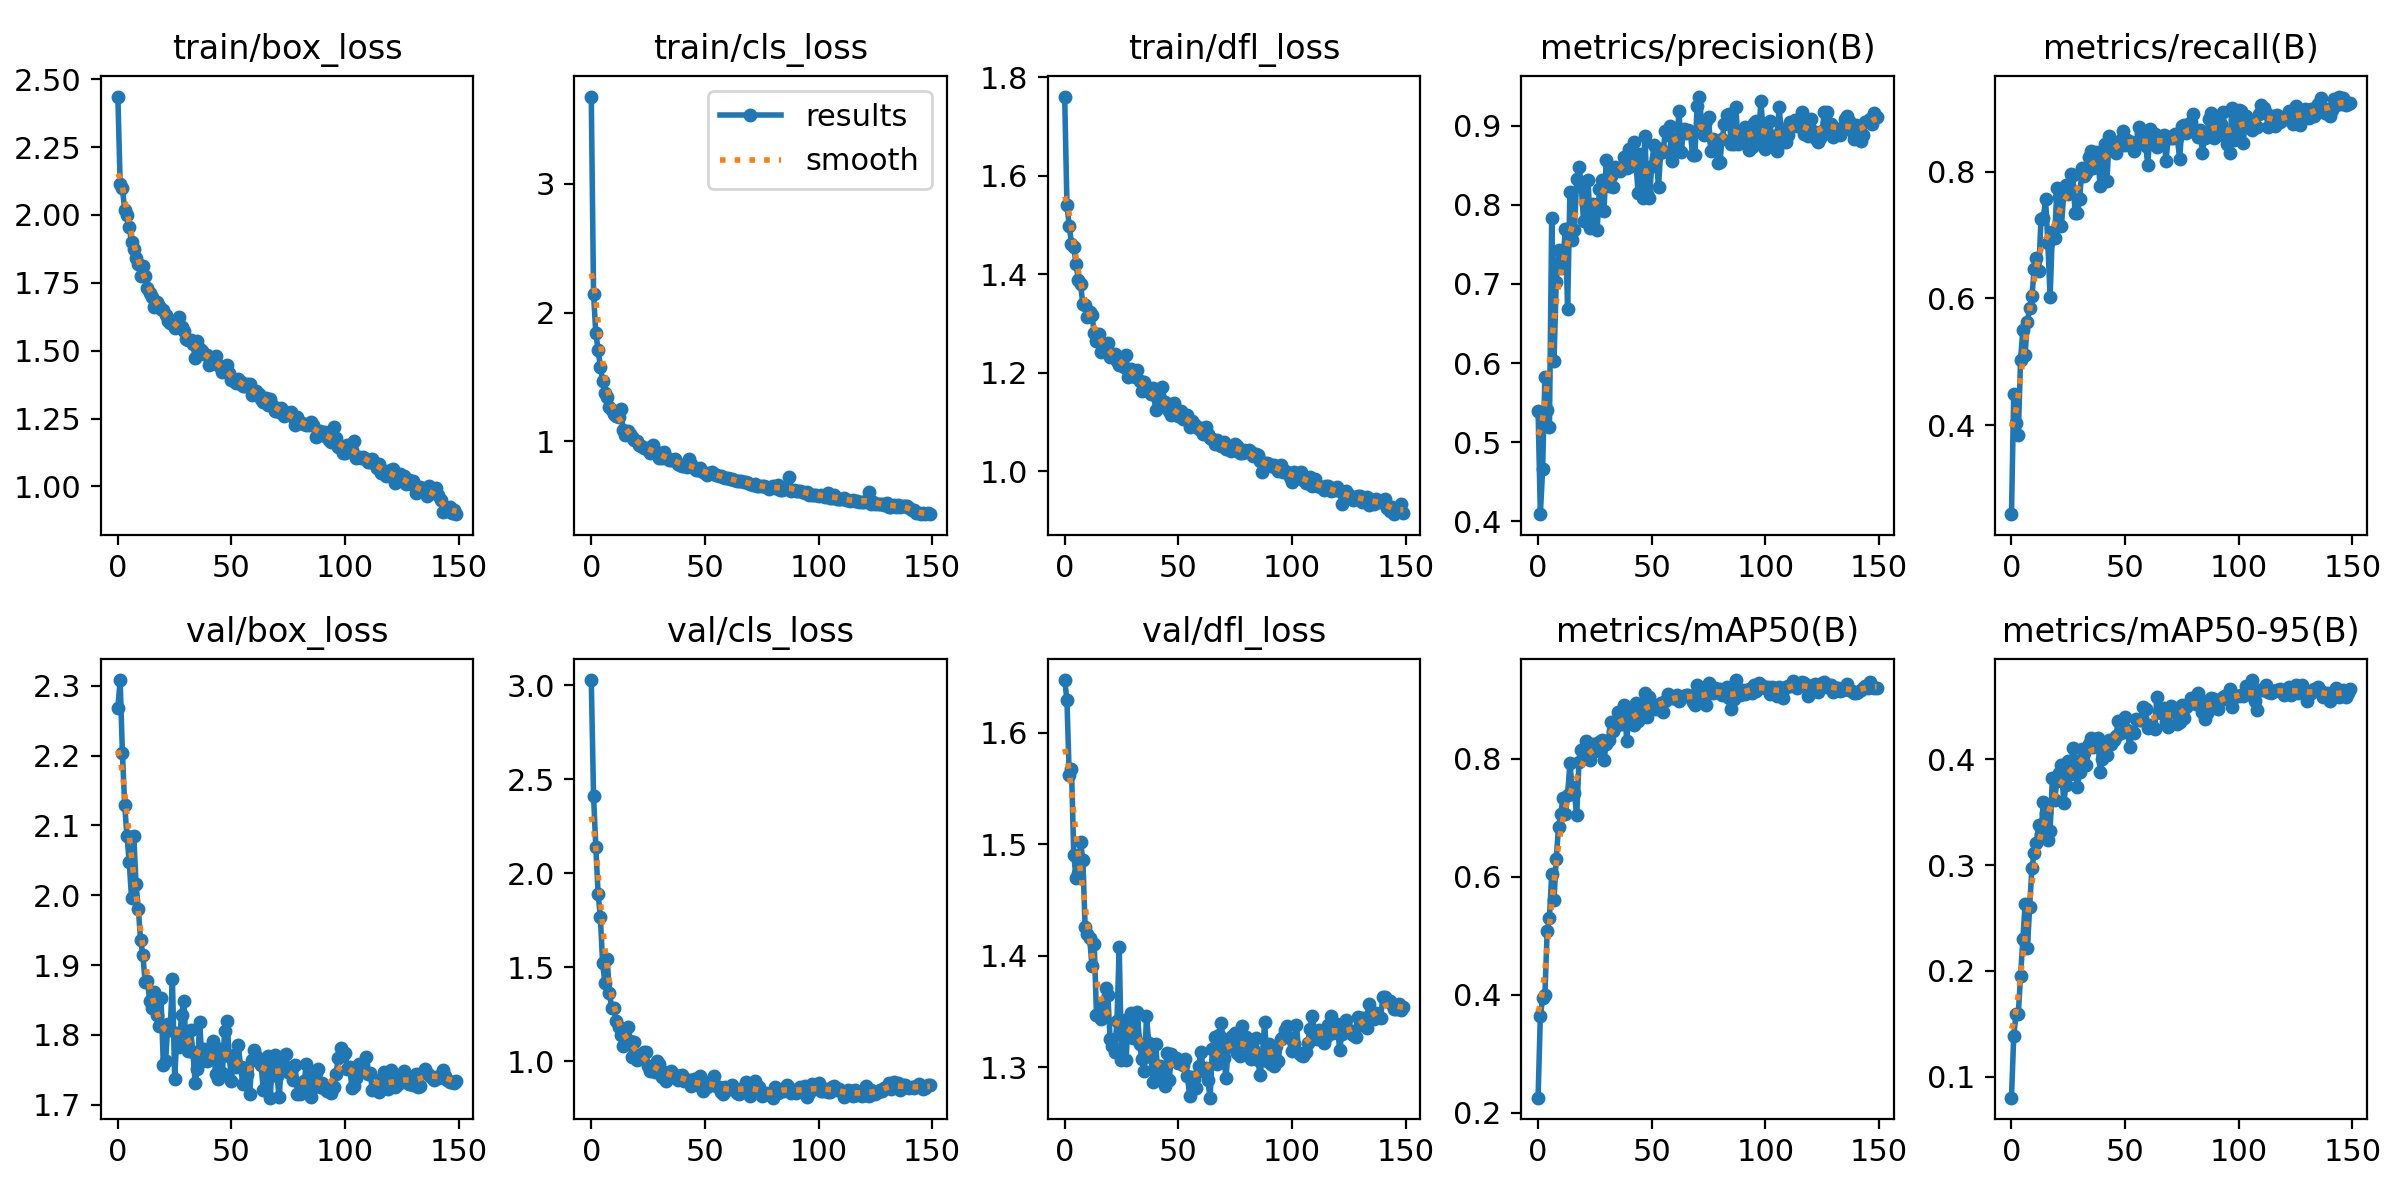 train/box_loss
2.50
2.25
2.00
1.75
1.50
1.25
1.00
0 50 100 150
train/cls_loss
results
smooth
3
2
1
0 50 100 150
train/dfl_loss
1.8
1.6
1.4
1.2
1.0
0 50 100 150
metrics/precision(B)
0.9
0.8
0.7
0.6
0.5
0.4
0 50 100 150
metrics/recall(B)
0.8
0.6
0.4
0 50 100 150
val/box_loss
2.3
2.2
2.1
2.0
1.9
1.8
1.7
0 50 100 150
val/cls_loss
3.0
2.5
2.0
1.5
1.0
0 50 100 150
val/dfl_loss
1.6
1.5
1.4
1.3
0 50 100 150
metrics/mAP50(B)
0.8
0.6
0.4
0.2
0 50 100 150
metrics/mAP50-95(B)
0.4
0.3
0.2
0.1
0 50 100 150